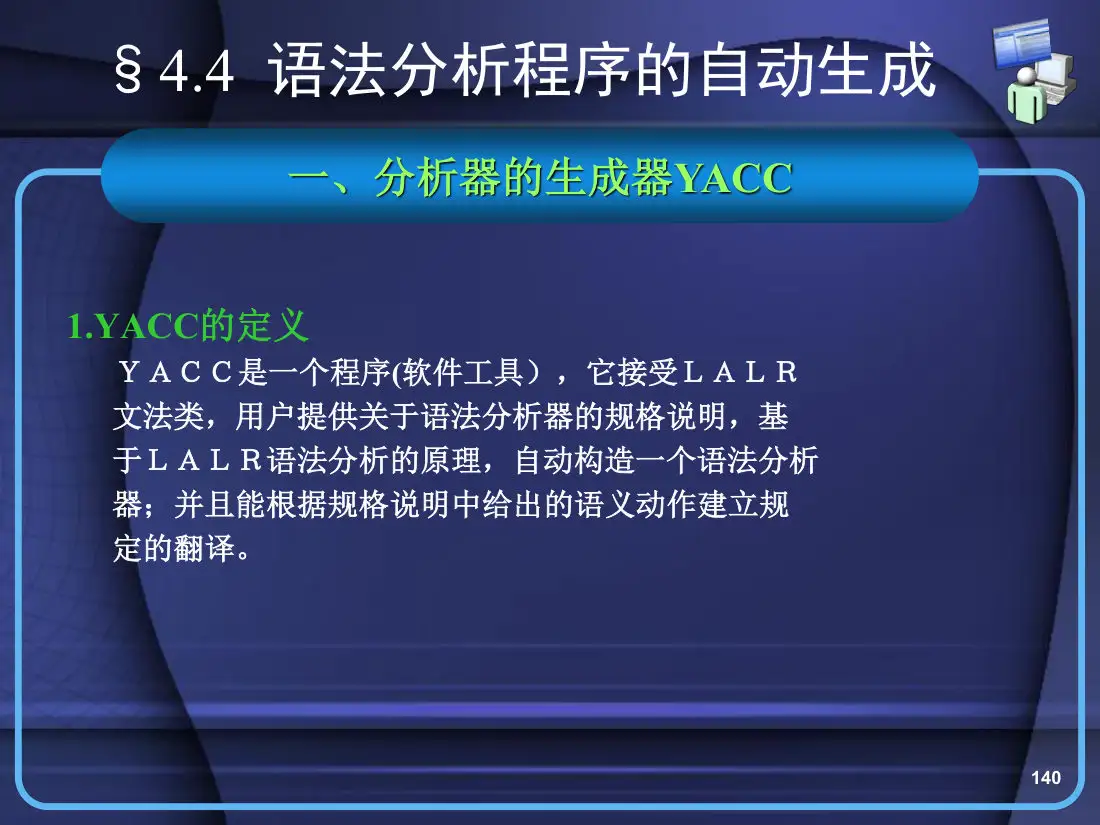 §4.4 语法分析程序的自动生成
一、分析器的生成器YACC
1.YACC的定义
ＹＡＣＣ是一个程序(软件工具），它接受ＬＡＬＲ
文法类，用户提供关于语法分析器的规格说明，基
于ＬＡＬＲ语法分析的原理，自动构造一个语法分析
器；并且能根据规格说明中给出的语义动作建立规
定的翻译。
140